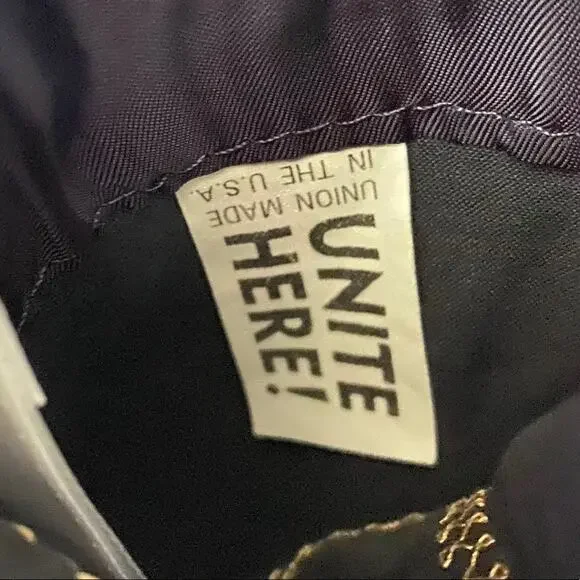 UNITE
HERE!
UNION MADE
IN THE U.S.A.